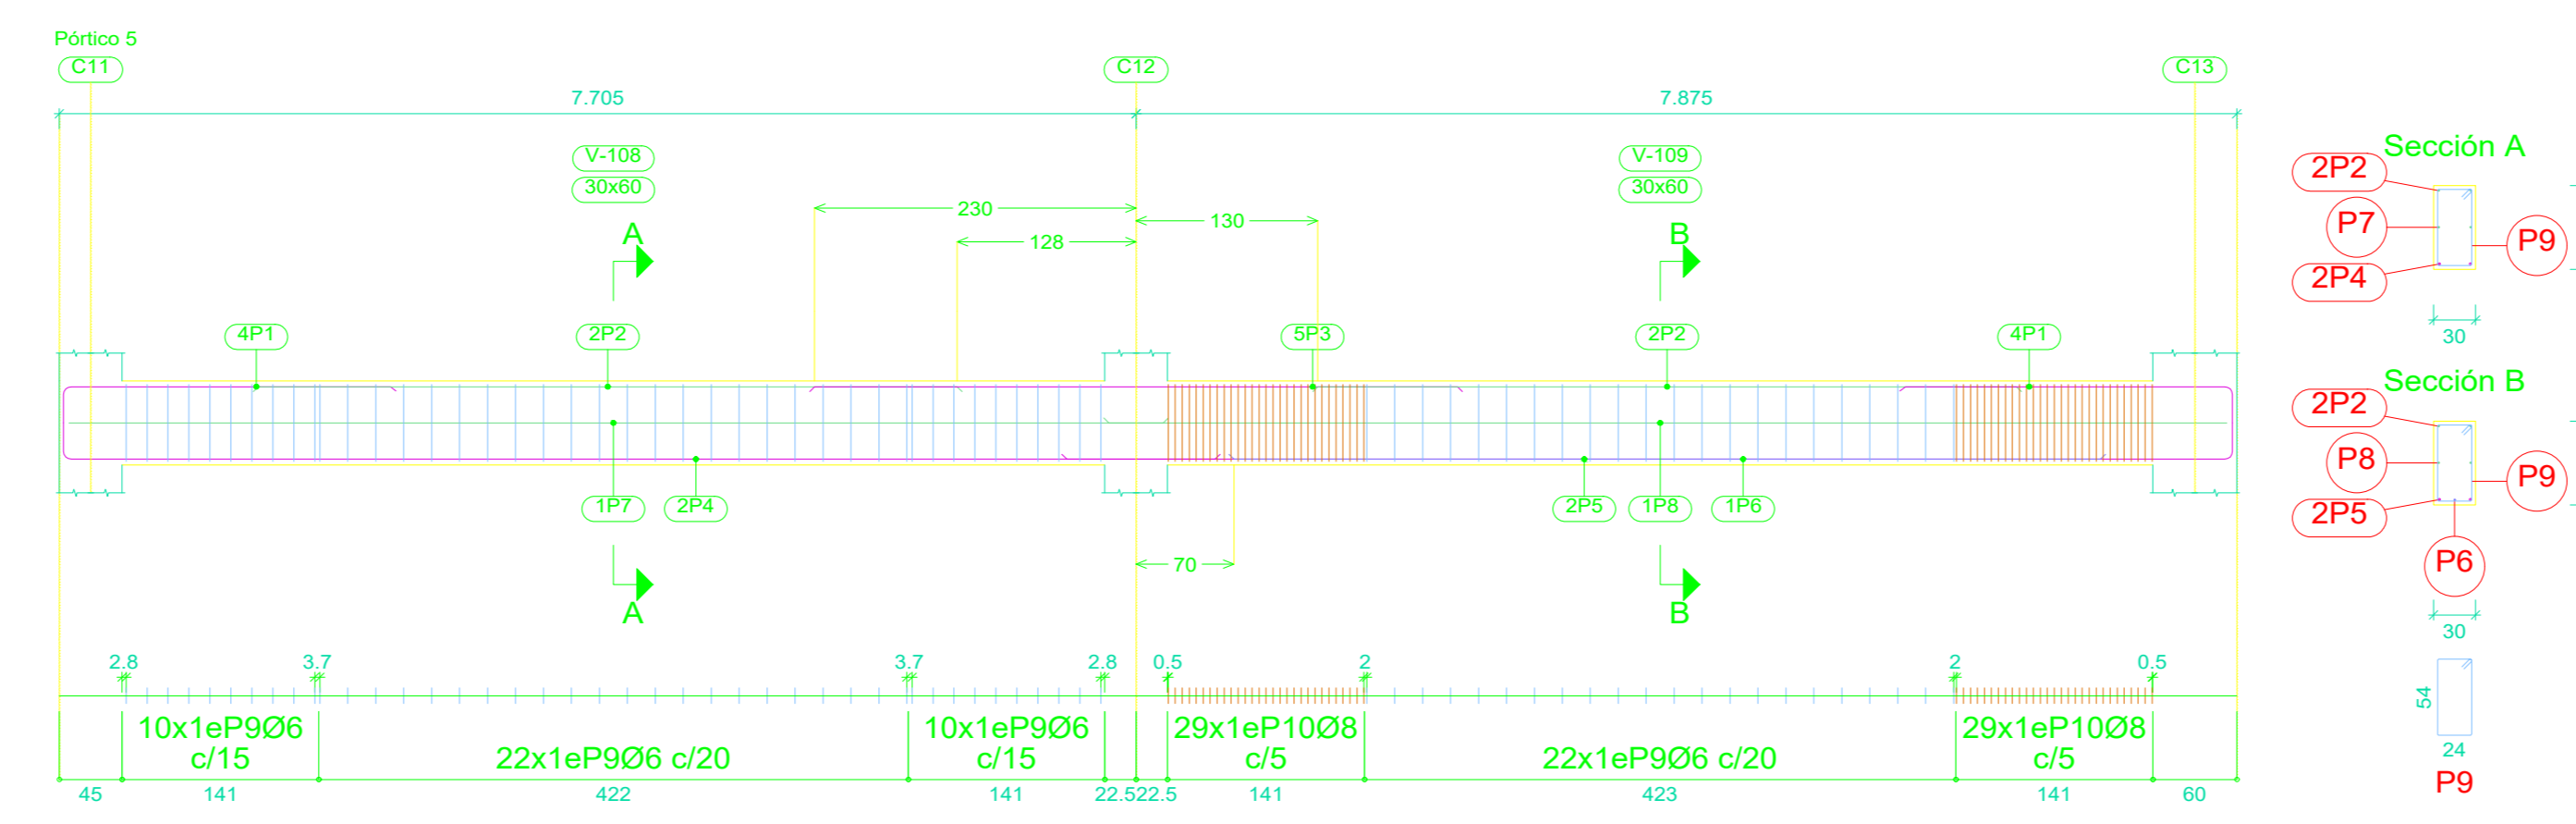 Pórtico 5
C11
C12
C13
7.705
7.875
V-108
30x60
V-109
30x60
230
130
128
A
B
4P1
2P2
5P3
2P2
4P1
1P7
2P4
2P5
1P8
1P6
70
A
B
2.8
3.7
3.7
2.8
0.5
2
2
0.5
10x1eP9Ø6
c/15
22x1eP9Ø6 c/20
10x1eP9Ø6
c/15
29x1eP10Ø8
c/5
22x1eP9Ø6 c/20
29x1eP10Ø8
c/5
45
141
422
141
22.5
22.5
141
423
141
60
Sección A
2P2
P7
P9
2P4
30
Sección B
2P2
P8
P9
2P5
P6
30
54
24
P9